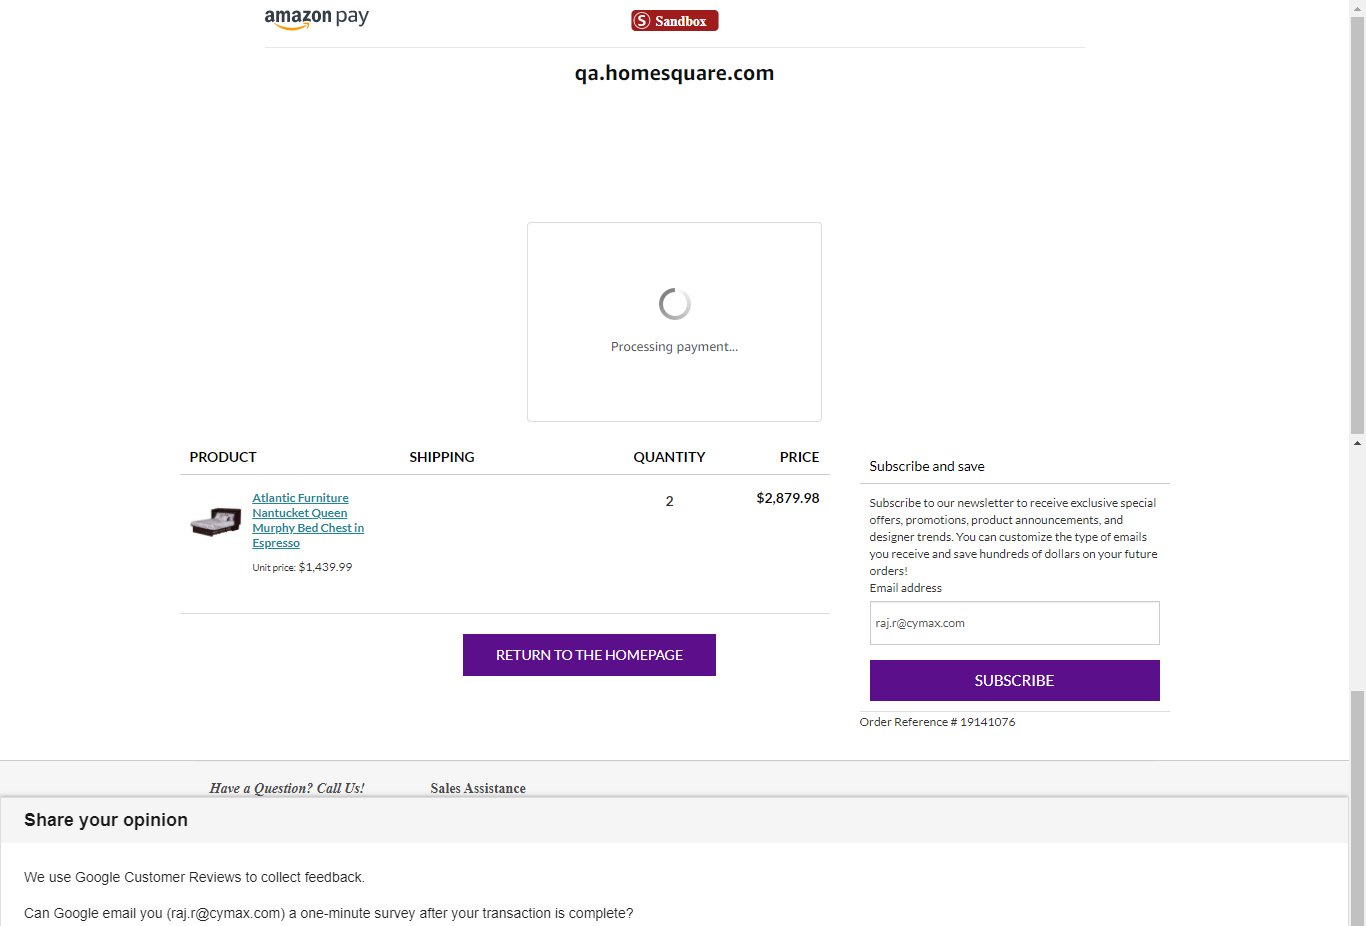 amazon pay
S Sandbox
qa.homesquare.com
Processing payment...
PRODUCT SHIPPING QUANTITY PRICE
Atlantic Furniture
Nantucket Queen
Murphy Bed Chest in
Espresso
Unit price: $1,439.99
2
$2,879.98
RETURN TO THE HOMEPAGE
Subscribe and save
Subscribe to our newsletter to receive exclusive special
offers, promotions, product announcements, and
designer trends. You can customize the type of emails
you receive and save hundreds of dollars on your future
orders!
Email address
raj.r@cymax.com
SUBSCRIBE
Order Reference # 19141076
Have a Question? Call Us! Sales Assistance
Share your opinion
We use Google Customer Reviews to collect feedback.
Can Google email you (raj.r@cymax.com) a one-minute survey after your transaction is complete?